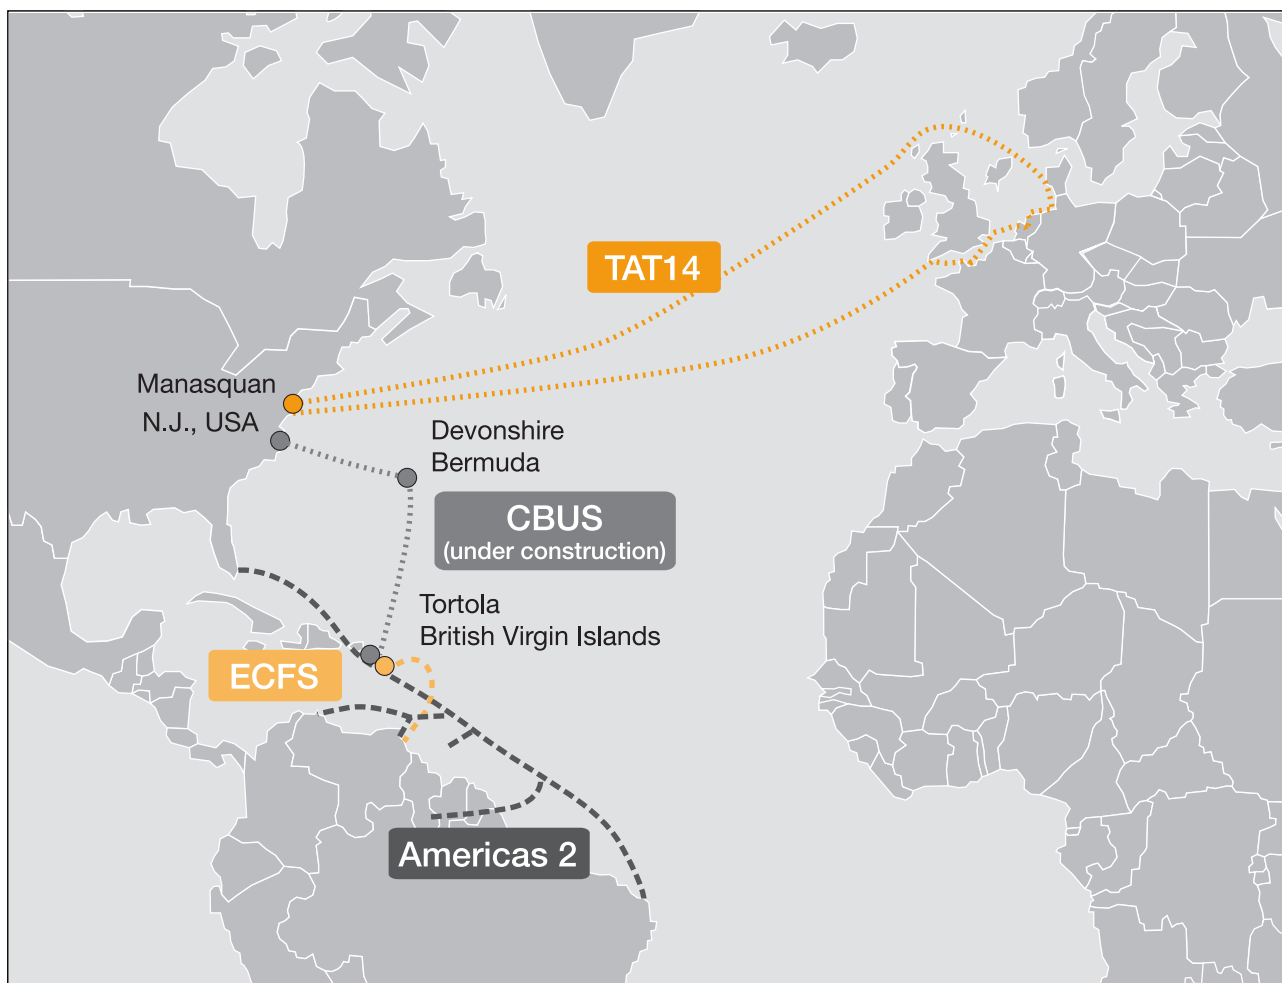 TAT14
Manasquan
N.J., USA
Devonshire
Bermuda
CBUS
(under construction)
Tortola
British Virgin Islands
ECFS
Americas 2